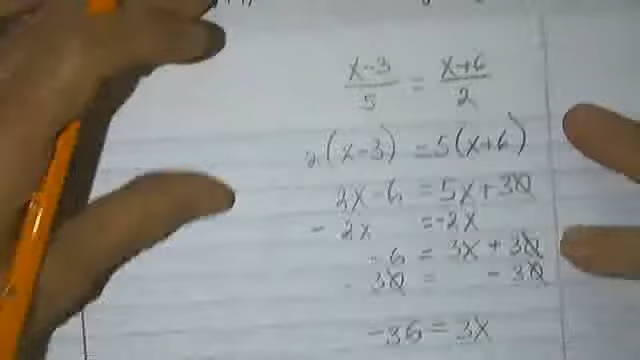 x-3/5 = x+6/2
2(x-3) = 5(x+6)
2x-6 = 5x+30
- 2x = -2x
-6 = 3x + 30
- 30 = - 30
-36 = 3x